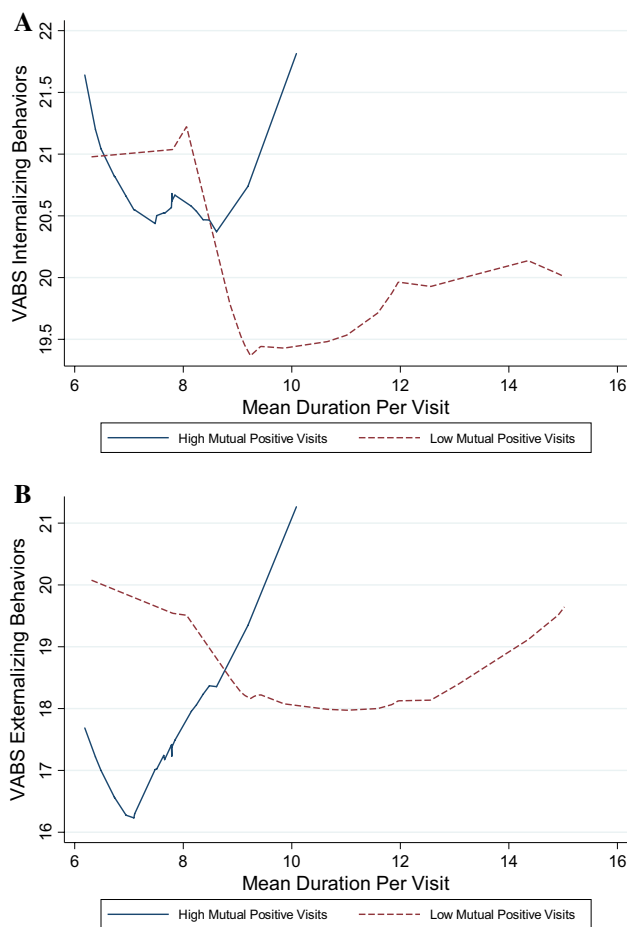 A
VABS Internalizing Behaviors
22
21.5
21
20.5
20
19.5
6 8 10 12 14 16
Mean Duration Per Visit
High Mutual Positive Visits Low Mutual Positive Visits
B
VABS Externalizing Behaviors
21
20
19
18
17
16
6 8 10 12 14 16
Mean Duration Per Visit
High Mutual Positive Visits Low Mutual Positive Visits